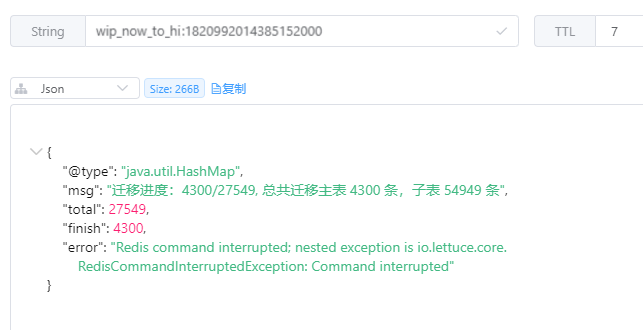 String wip_now_to_hi:1820992014385152000 TTL 7
Json Size: 266B 复制
{
"@type": "java.util.HashMap",
"msg": "迁移进度：4300/27549, 总共迁移主表 4300 条，子表 54949 条",
"total": 27549,
"finish": 4300,
"error": "Redis command interrupted; nested exception is io.lettuce.core.
RedisCommandInterruptedException: Command interrupted"
}